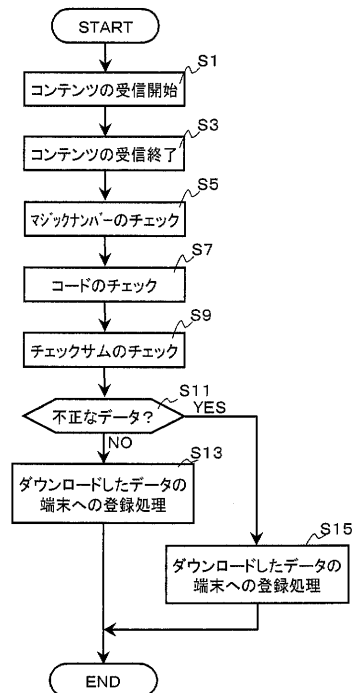 START
S1
コンテンツの受信開始
S3
コンテンツの受信終了
S5
ﾏｼﾞｯｸﾅﾝﾊﾞｰのチェック
S7
コードのチェック
S9
チェックサムのチェック
S11
不正なデータ?
YES
NO
S13
ダウンロードしたデータの
端末への登録処理
S15
ダウンロードしたデータの
端末への登録処理
END